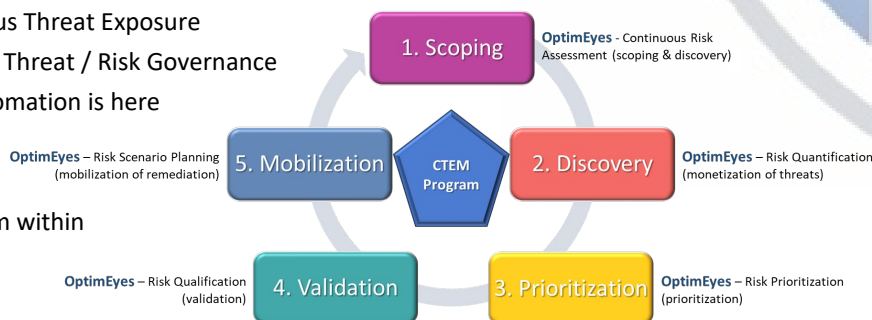 us Threat Exposure
Threat / Risk Governance
omation is here
m within
1. Scoping
OptimEyes - Continuous Risk
Assessment (scoping & discovery)
OptimEyes – Risk Scenario Planning
(mobilization of remediation)
5. Mobilization
CTEM
Program
2. Discovery
OptimEyes – Risk Quantification
(monetization of threats)
OptimEyes – Risk Qualification
(validation)
4. Validation
3. Prioritization
OptimEyes – Risk Prioritization
(prioritization)